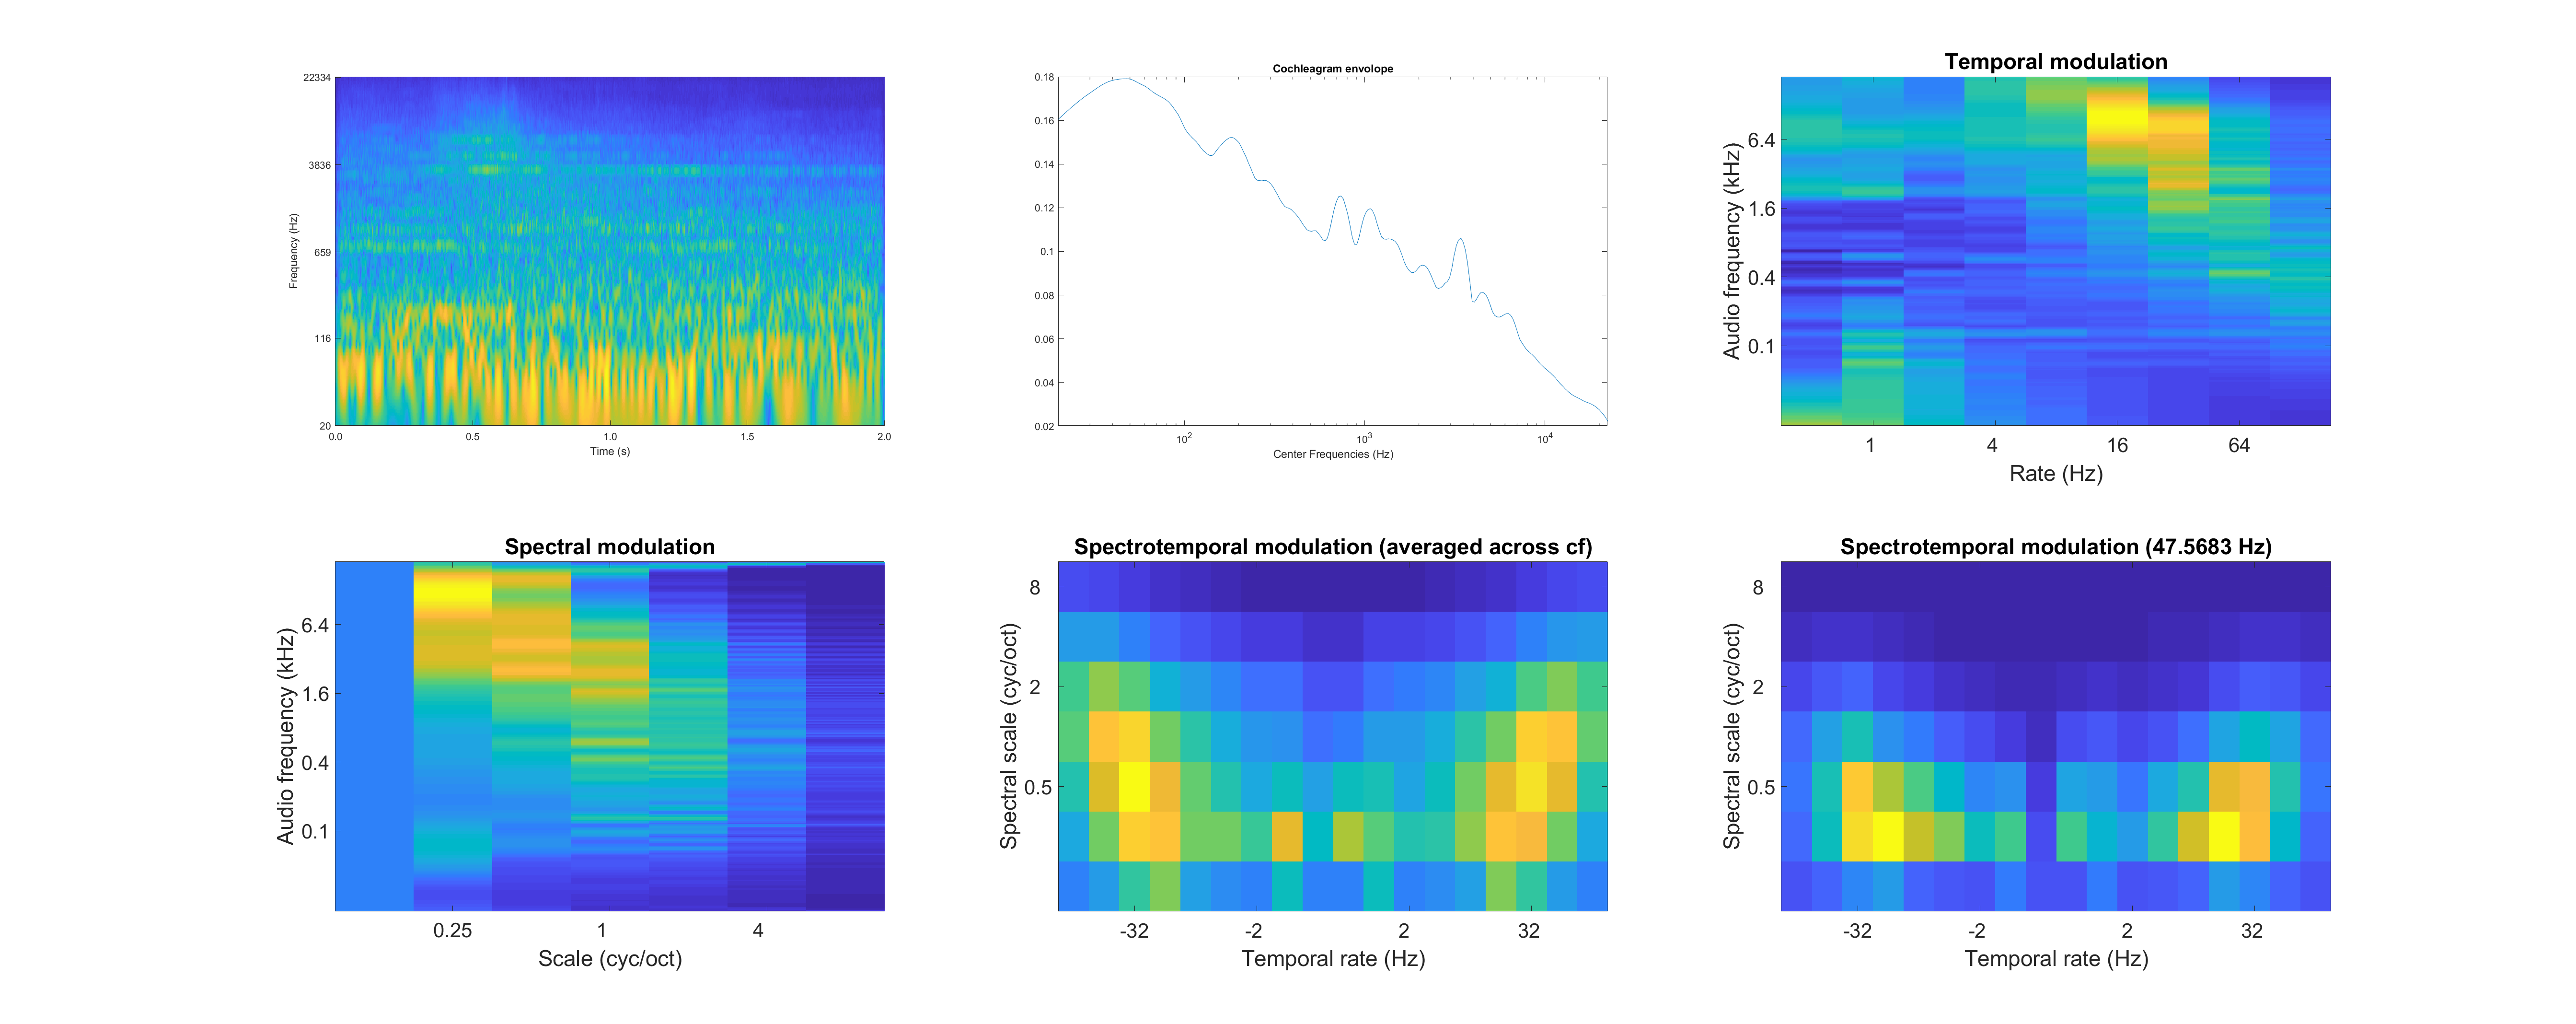 22334
3836
659
116
20
Frequency (Hz)
0.0 0.5 1.0 1.5 2.0
Time (s)
Cochleagram envolope
0.18
0.16
0.14
0.12
0.1
0.08
0.06
0.04
0.02
10² 10³ 10⁴
Center Frequencies (Hz)
Temporal modulation
6.4
1.6
0.4
0.1
Audio frequency (kHz)
1 4 16 64
Rate (Hz)
Spectral modulation
6.4
1.6
0.4
0.1
Audio frequency (kHz)
0.25 1 4
Scale (cyc/oct)
Spectrotemporal modulation (averaged across cf)
8
2
0.5
Spectral scale (cyc/oct)
-32 -2 2 32
Temporal rate (Hz)
Spectrotemporal modulation (47.5683 Hz)
8
2
0.5
Spectral scale (cyc/oct)
-32 -2 2 32
Temporal rate (Hz)